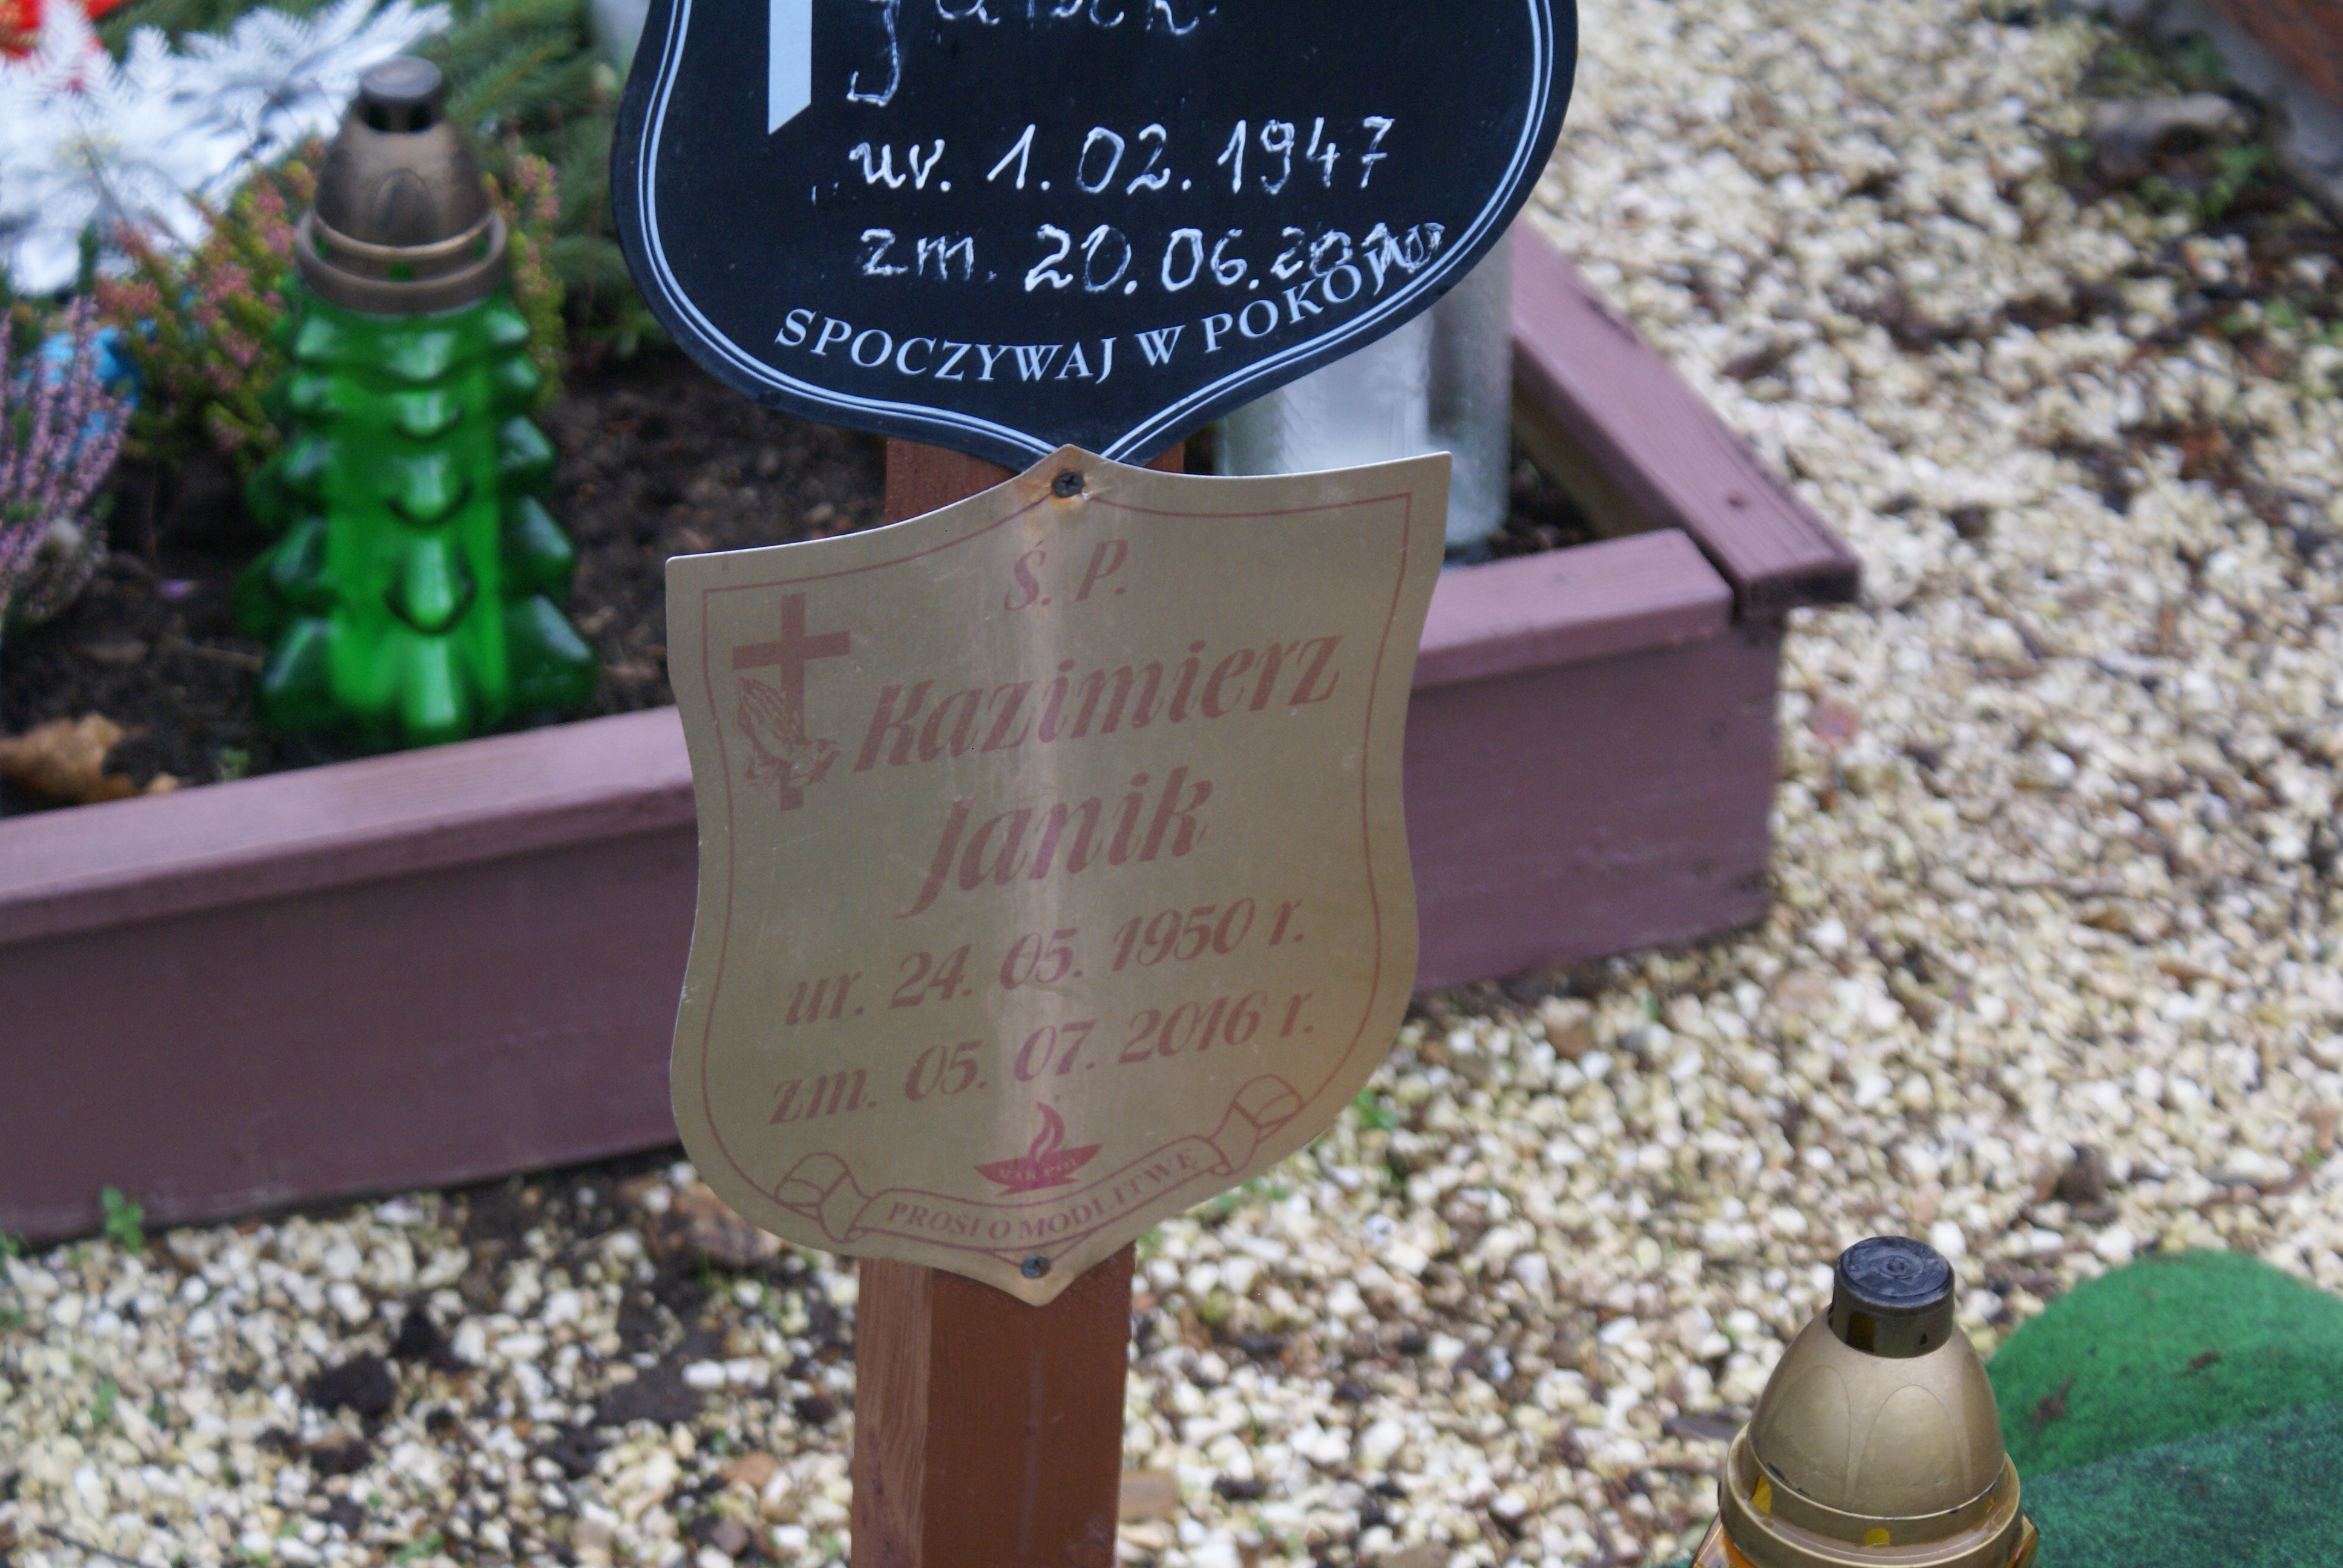 ur. 1.02.1947
zm. 20.06.
SPOCZYWAJ W POKOJU
Ś. P.
Kazimierz
Janik
ur. 24. 05. 1950 r.
zm. 05. 07. 2016 r.
PROSI O MODLITWĘ